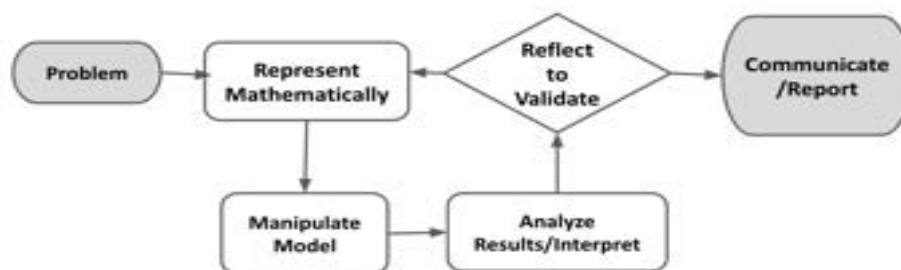 Problem
Represent
Mathematically
Reflect
to
Validate
Communicate
/Report
Manipulate
Model
Analyze
Results/Interpret